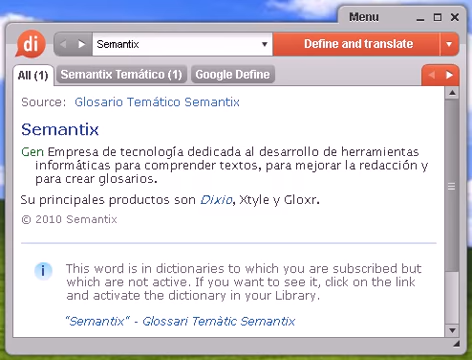 Menu
di
Semantix
Define and translate
All (1)
Semantix Temático (1)
Google Define
Source: Glosario Temático Semantix
Semantix
Gen Empresa de tecnología dedicada al desarrollo de herramientas
informáticas para comprender textos, para mejorar la redacción y
para crear glosarios.
Su principales productos son Dixio, Xtyle y Gloxr.
© 2010 Semantix
i
This word is in dictionaries to which you are subscribed but
which are not active. If you want to see it, click on the link
and activate the dictionary in your Library.
"Semantix" - Glossari Temàtic Semantix